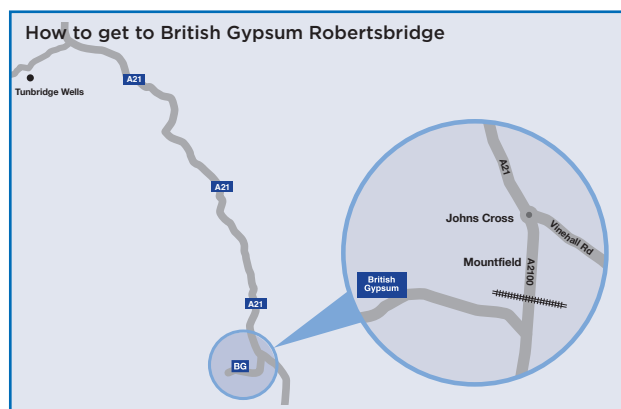 How to get to British Gypsum Robertsbridge
A21
Tunbridge Wells
A21
A21
BG
A21
Johns Cross
Vinehall Rd
Mountfield
A2100
British
Gypsum